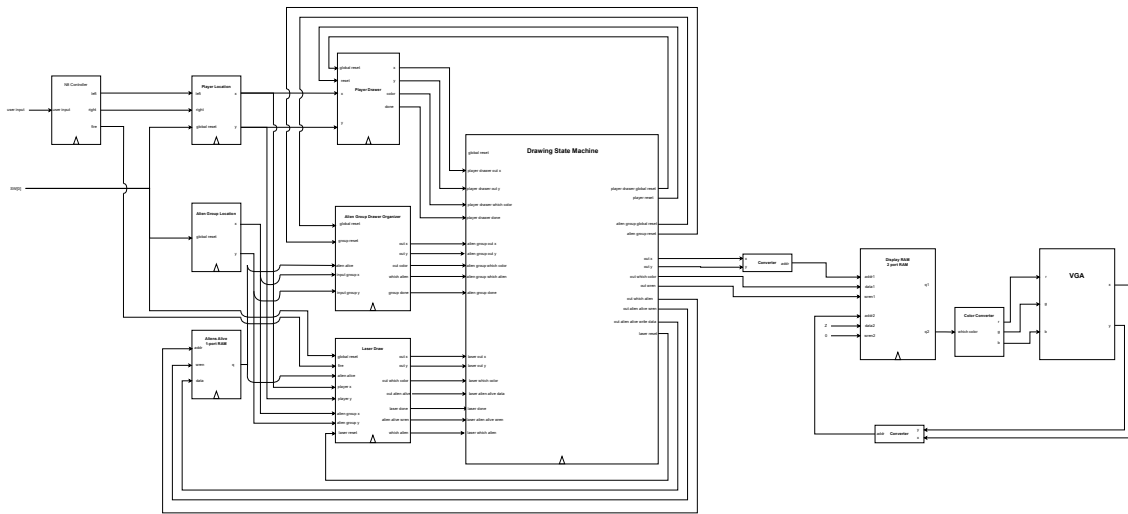 user input
SW[0]
N8 Controller
user input
left
right
fire
Player Location
left
right
global reset
x
y
Alien Group Location
global reset
x
y
Aliens Alive
1-port RAM
addr
wren
data
q
global reset
reset
Player Drawer
x
y
x
y
color
done
Alien Group Drawer Organizer
global reset
group reset
alien alive
input group x
input group y
out x
out y
out color
which alien
group done
Laser Draw
global reset
fire
alien alive
player x
player y
alien group x
alien group y
laser reset
out x
out y
out which color
out alien alive
laser done
alien alive wren
which alien
Drawing State Machine
global reset
player drawer out x
player drawer out y
player drawer which color
player drawer done
alien group out x
alien group out y
alien group which color
alien group which alien
alien group done
laser out x
laser out y
laser which color
laser alien alive data
laser done
laser alien alive wren
laser which alien
player drawer global reset
player reset
alien group global reset
alien group reset
out x
out y
out which color
out wren
out which alien
out alien alive wren
out alien alive write data
laser reset
x
y
Converter
addr
Display RAM
2-port RAM
addr1
data1
wren1
addr2
data2
wren2
q1
q2
Z
0
Color Converter
which color
r
g
b
VGA
r
g
b
x
y
addr
Converter
y
x